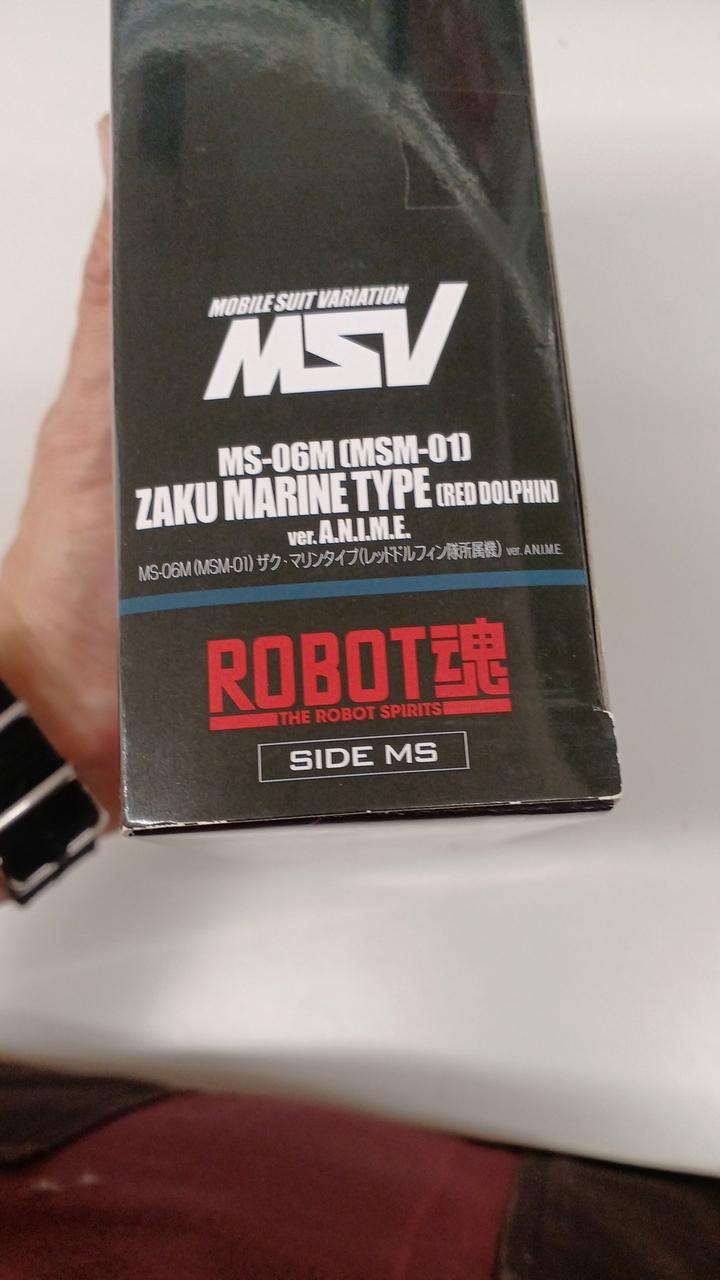 MOBILE SUIT VARIATION
MSV
MS-06M (MSM-01)
ZAKU MARINE TYPE (RED DOLPHIN)
ver. A.N.I.M.E.
MS-06M (MSM-01) ザク・マリンタイプ(レッドドルフィン隊所属機) ver. A.N.I.M.E.
ROBOT魂
THE ROBOT SPIRITS
SIDE MS